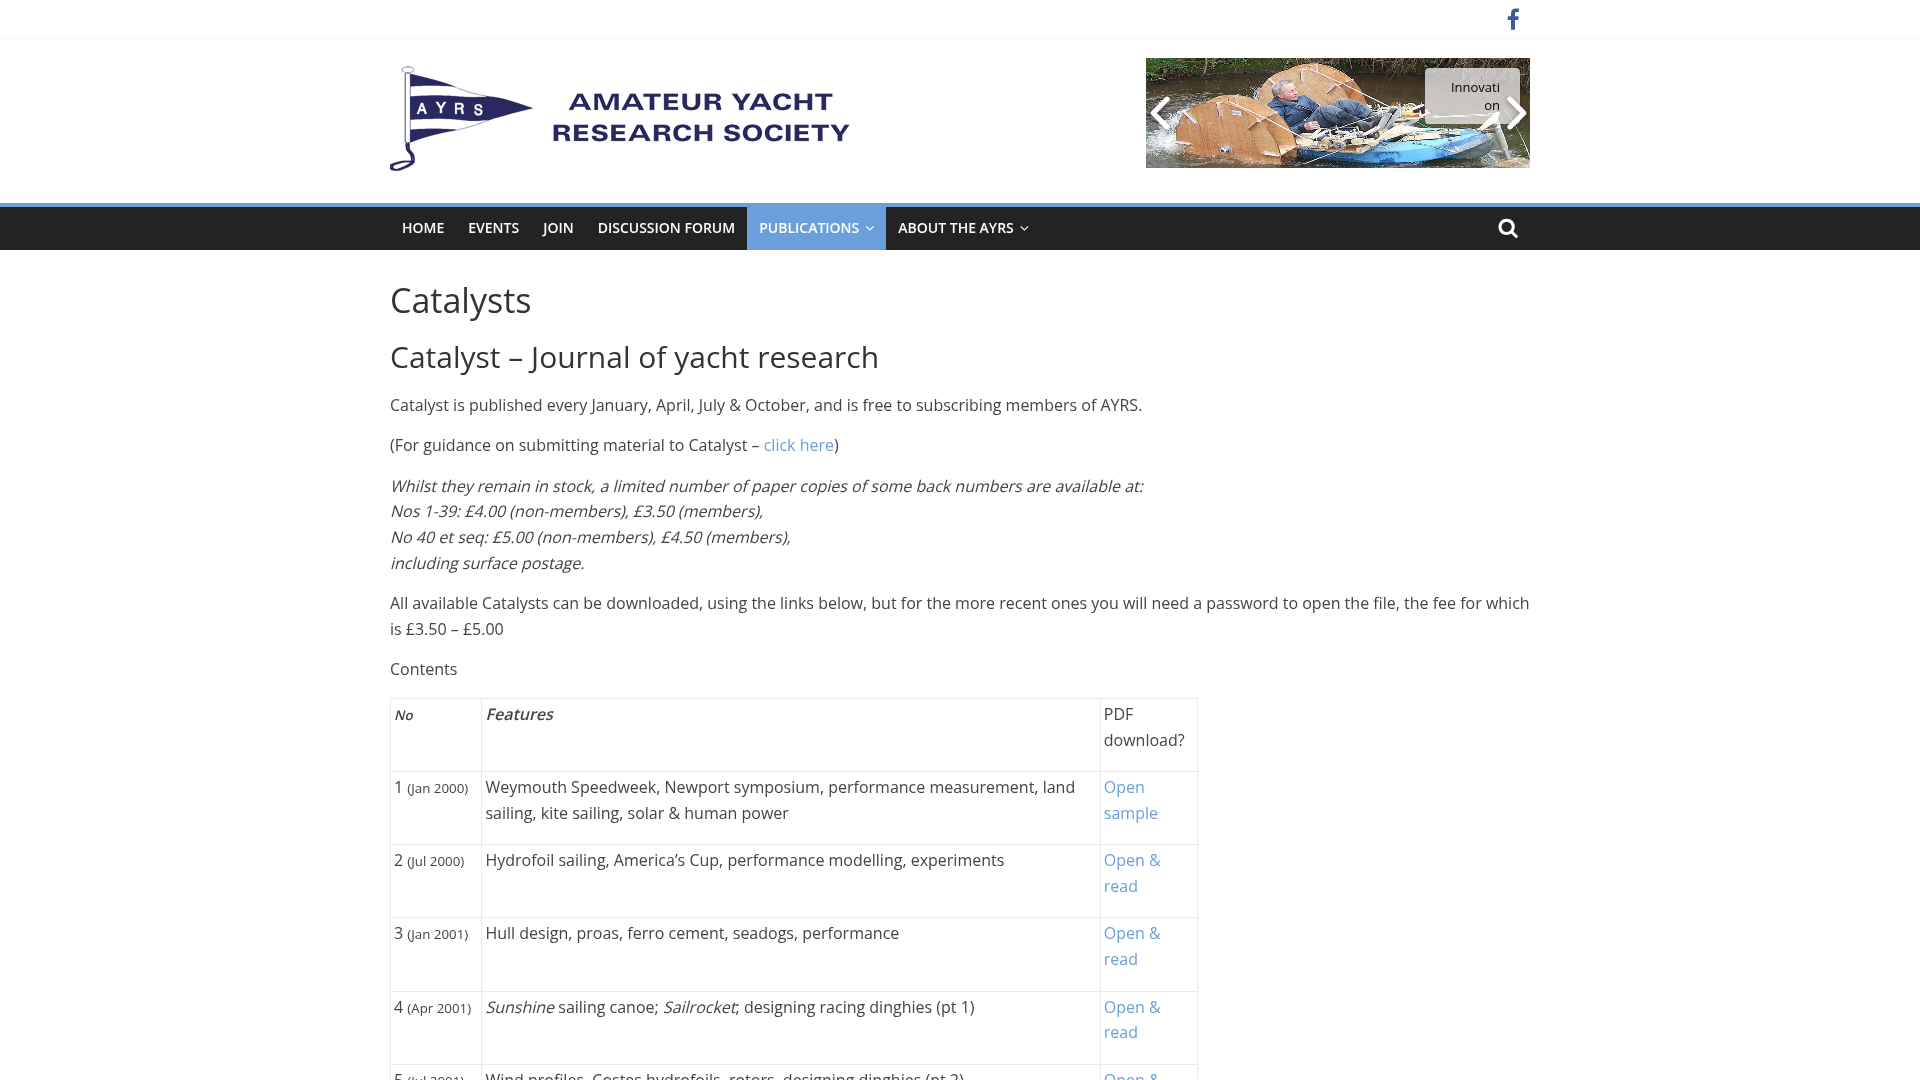 AYRS
AMATEUR YACHT
RESEARCH SOCIETY
Innovati
on
HOME EVENTS JOIN DISCUSSION FORUM PUBLICATIONS ABOUT THE AYRS
Catalysts
Catalyst – Journal of yacht research
Catalyst is published every January, April, July & October, and is free to subscribing members of AYRS.
(For guidance on submitting material to Catalyst – click here)
Whilst they remain in stock, a limited number of paper copies of some back numbers are available at:
Nos 1-39: £4.00 (non-members), £3.50 (members),
No 40 et seq: £5.00 (non-members), £4.50 (members),
including surface postage.
All available Catalysts can be downloaded, using the links below, but for the more recent ones you will need a password to open the file, the fee for which
is £3.50 – £5.00
Contents
No Features PDF
download?
1 (Jan 2000) Weymouth Speedweek, Newport symposium, performance measurement, land Open
sailing, kite sailing, solar & human power sample
2 (Jul 2000) Hydrofoil sailing, America’s Cup, performance modelling, experiments Open &
read
3 (Jan 2001) Hull design, proas, ferro cement, seadogs, performance Open &
read
4 (Apr 2001) Sunshine sailing canoe; Sailrocket; designing racing dinghies (pt 1) Open &
read
5 (Jul 2001) Wind profiles, Costes hydrofoils, rotors, designing dinghies (pt 2) Open &